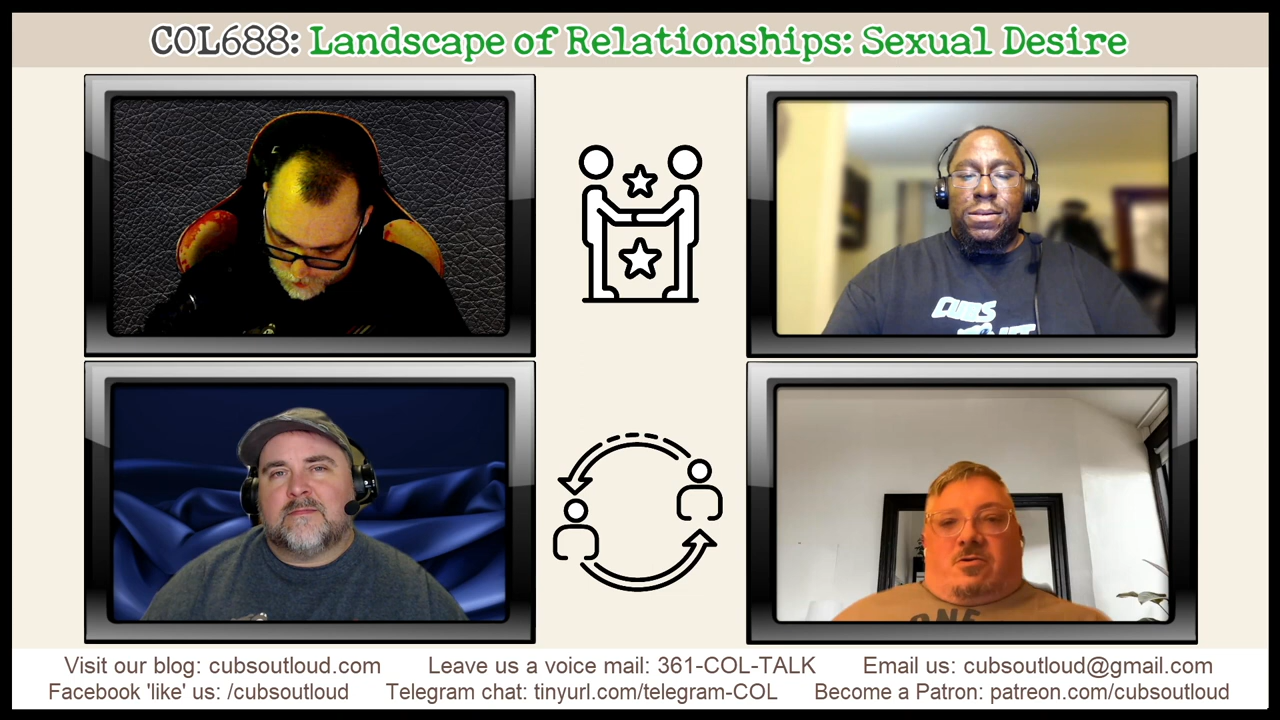 COL688: Landscape of Relationships: Sexual Desire
CUBS
ONE
Visit our blog: cubsoutloud.com Leave us a voice mail: 361-COL-TALK Email us: cubsoutloud@gmail.com
Facebook 'like' us: /cubsoutloud Telegram chat: tinyurl.com/telegram-COL Become a Patron: patreon.com/cubsoutloud